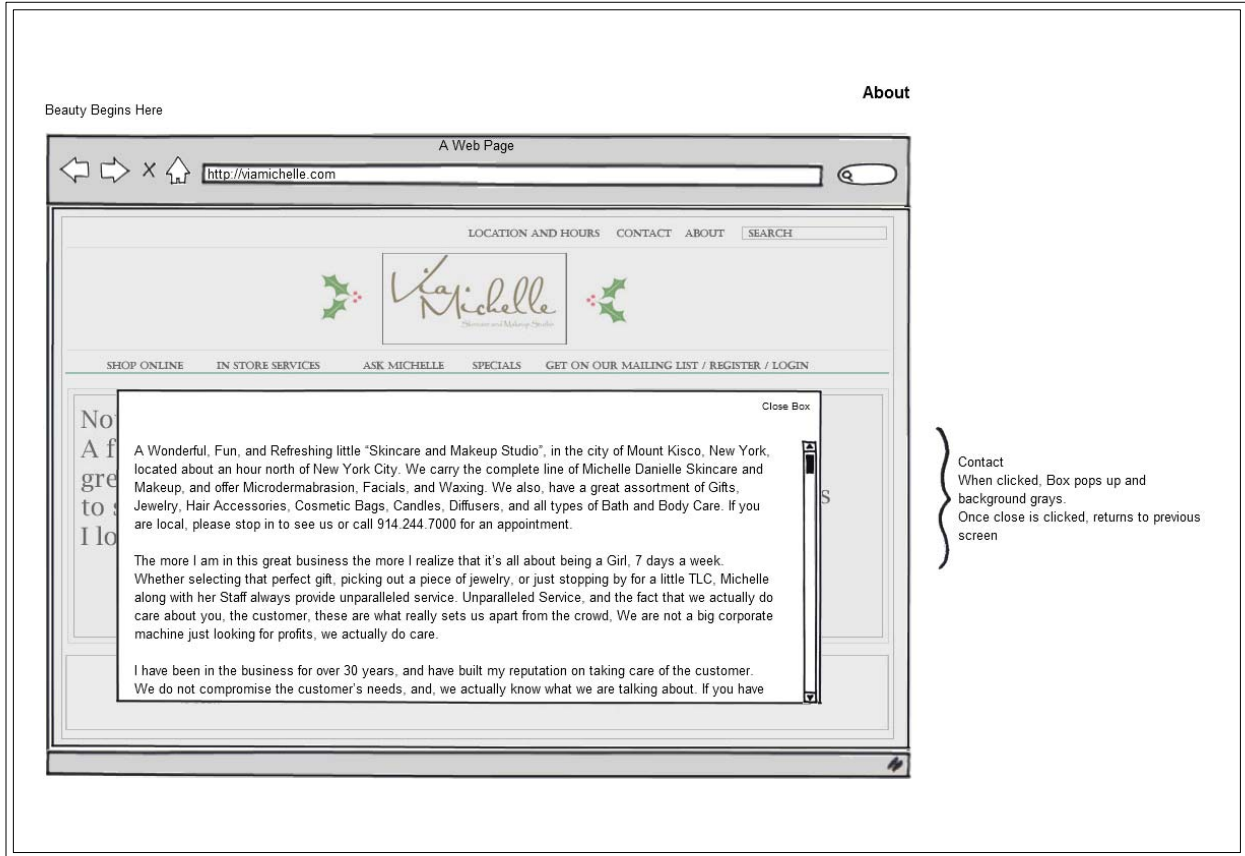 About
Beauty Begins Here
A Web Page
http://viamichelle.com
LOCATION AND HOURS CONTACT ABOUT SEARCH
Via
Michelle
Skincare and Makeup Studio
SHOP ONLINE IN STORE SERVICES ASK MICHELLE SPECIALS GET ON OUR MAILING LIST / REGISTER / LOGIN
Close Box
A Wonderful, Fun, and Refreshing little “Skincare and Makeup Studio”, in the city of Mount Kisco, New York,
located about an hour north of New York City. We carry the complete line of Michelle Danielle Skincare and
Makeup, and offer Microdermabrasion, Facials, and Waxing. We also, have a great assortment of Gifts,
Jewelry, Hair Accessories, Cosmetic Bags, Candles, Diffusers, and all types of Bath and Body Care. If you
are local, please stop in to see us or call 914.244.7000 for an appointment.
The more I am in this great business the more I realize that it’s all about being a Girl, 7 days a week.
Whether selecting that perfect gift, picking out a piece of jewelry, or just stopping by for a little TLC, Michelle
along with her Staff always provide unparalleled service. Unparalleled Service, and the fact that we actually do
care about you, the customer, these are what really sets us apart from the crowd, We are not a big corporate
machine just looking for profits, we actually do care.
I have been in the business for over 30 years, and have built my reputation on taking care of the customer.
We do not compromise the customer’s needs, and, we actually know what we are talking about. If you have
Contact
When clicked, Box pops up and
background grays.
Once close is clicked, returns to previous
screen